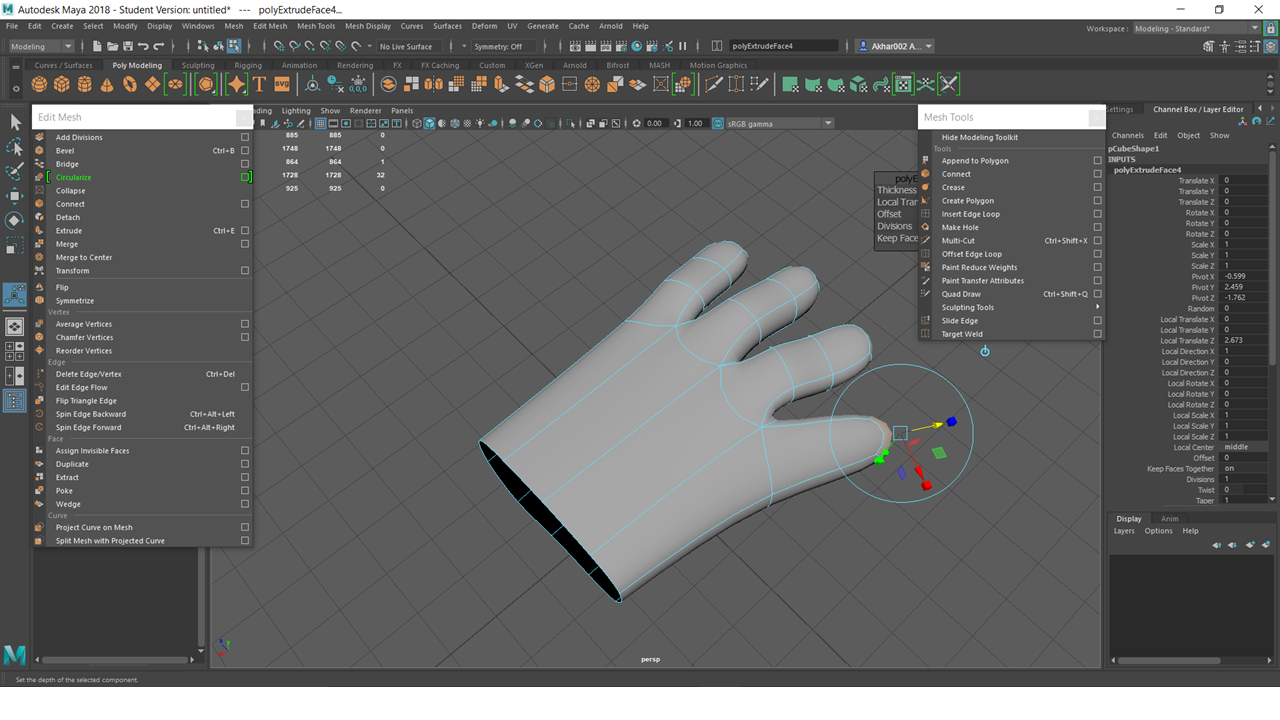 Autodesk Maya 2018 - Student Version: untitled* --- polyExtrudeFace4...
File Edit Create Select Modify Display Windows Mesh Edit Mesh Mesh Tools Mesh Display Curves Surfaces Deform UV Generate Cache Arnold Help
Workspace : Modeling - Standard*
Modeling No Live Surface Symmetry: Off polyExtrudeFace4 Akhar002 A...
Curves / Surfaces Poly Modeling Sculpting Rigging Animation Rendering FX FX Caching Custom XGen Arnold Bifrost MASH Motion Graphics
SVG
0,0,0
Edit Mesh
Add Divisions
Bevel Ctrl+B
Bridge
Circularize
Collapse
Connect
Detach
Extrude Ctrl+E
Merge
Merge to Center
Transform
Flip
Symmetrize
Vertex
Average Vertices
Chamfer Vertices
Reorder Vertices
Edge
Delete Edge/Vertex Ctrl+Del
Edit Edge Flow
Flip Triangle Edge
Spin Edge Backward Ctrl+Alt+Left
Spin Edge Forward Ctrl+Alt+Right
Face
Assign Invisible Faces
Duplicate
Extract
Poke
Wedge
Curve
Project Curve on Mesh
Split Mesh with Projected Curve
ding Lighting Show Renderer Panels
0.00 1.00 sRGB gamma
885 885 0
1748 1748 0
864 864 1
1728 1728 32
925 925 0
polyE
Thickness
Local Tran
Offset
Divisions
Keep Face
persp
Mesh Tools
Hide Modeling Toolkit
Tools
Append to Polygon
Connect
Crease
Create Polygon
Insert Edge Loop
Make Hole
Multi-Cut Ctrl+Shift+X
Offset Edge Loop
Paint Reduce Weights
Paint Transfer Attributes
Quad Draw Ctrl+Shift+Q
Sculpting Tools
Slide Edge
Target Weld
Settings Channel Box / Layer Editor
Channels Edit Object Show
pCubeShape1
INPUTS
polyExtrudeFace4
Translate X 0
Translate Y 0
Translate Z 0
Rotate X 0
Rotate Y 0
Rotate Z 0
Scale X 1
Scale Y 1
Scale Z 1
Pivot X -0.599
Pivot Y 2.459
Pivot Z -1.762
Random 0
Local Translate X 0
Local Translate Y 0
Local Translate Z 2.673
Local Direction X 1
Local Direction Y 0
Local Direction Z 0
Local Rotate X 0
Local Rotate Y 0
Local Rotate Z 0
Local Scale X 1
Local Scale Y 1
Local Scale Z 1
Local Center middle
Offset 0
Keep Faces Together on
Divisions 1
Twist 0
Taper 1
Display Anim
Layers Options Help
Set the depth of the selected component.